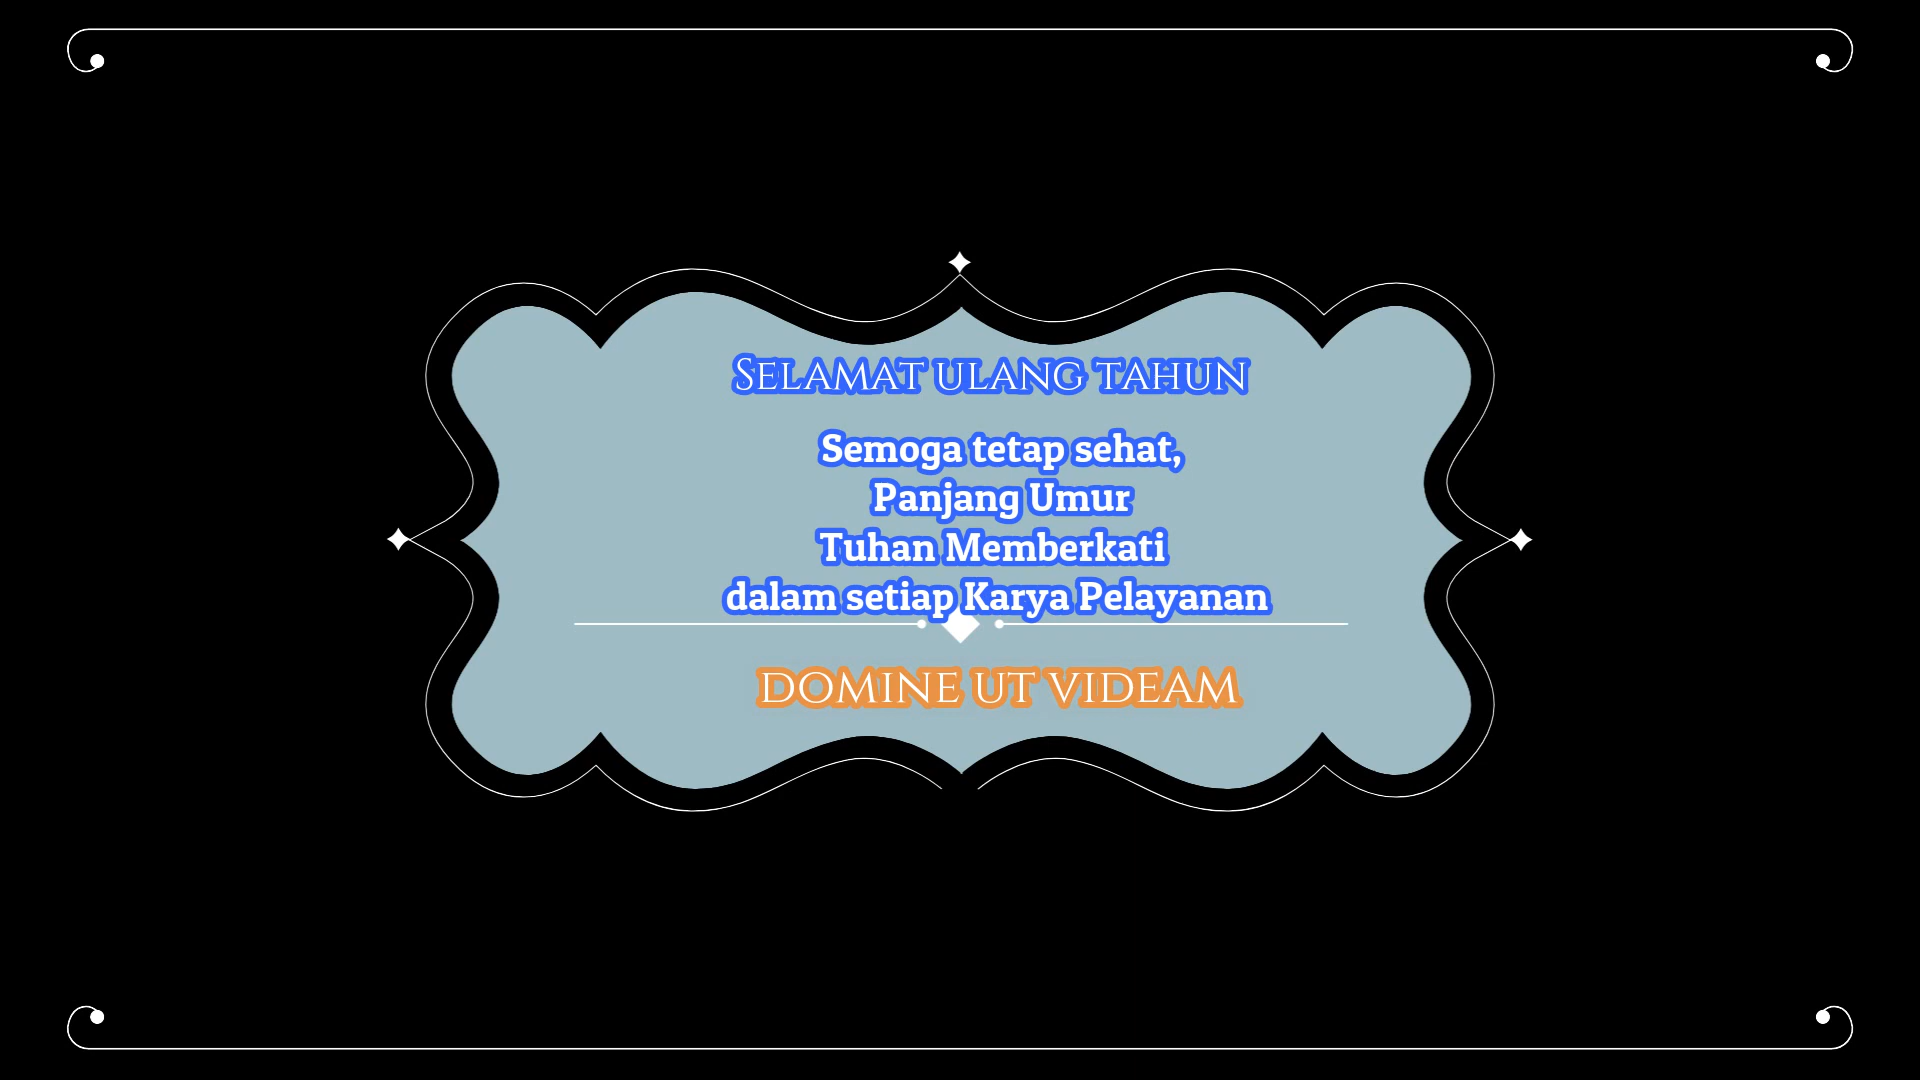 Selamat ulang tahun
Semoga tetap sehat,
Panjang Umur
Tuhan Memberkati
dalam setiap Karya Pelayanan
DOMINE UT VIDEAM